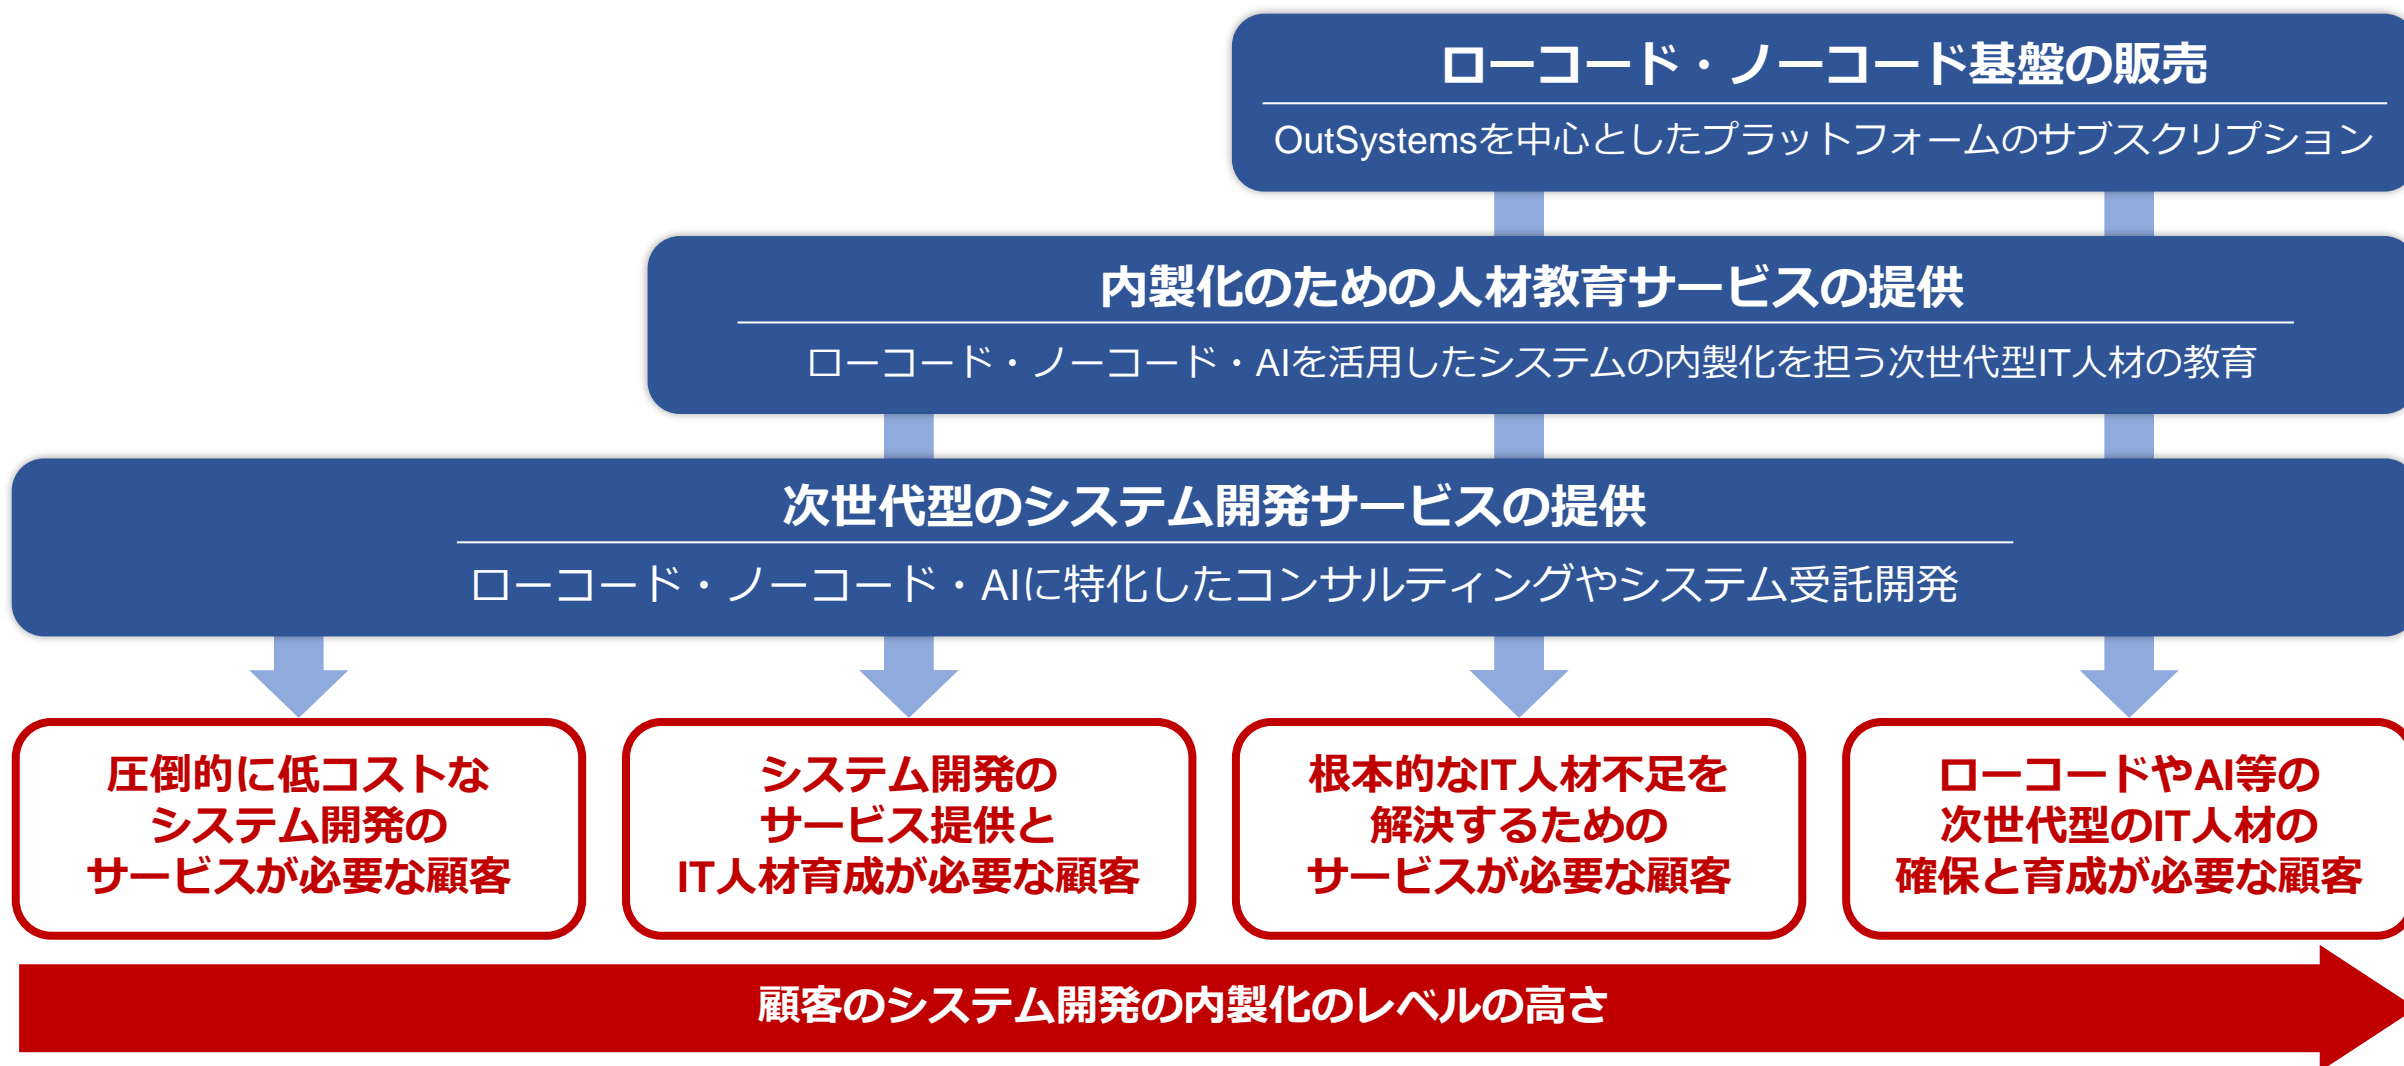 ローコード・ノーコード基盤の販売
OutSystemsを中心としたプラットフォームのサブスクリプション
内製化のための人材教育サービスの提供
ローコード・ノーコード・AIを活用したシステムの内製化を担う次世代型IT人材の教育
次世代型のシステム開発サービスの提供
ローコード・ノーコード・AIに特化したコンサルティングやシステム受託開発
圧倒的に低コストな
システム開発の
サービスが必要な顧客
システム開発の
サービス提供と
IT人材育成が必要な顧客
根本的なIT人材不足を
解決するための
サービスが必要な顧客
ローコードやAI等の
次世代型のIT人材の
確保と育成が必要な顧客
顧客のシステム開発の内製化のレベルの高さ